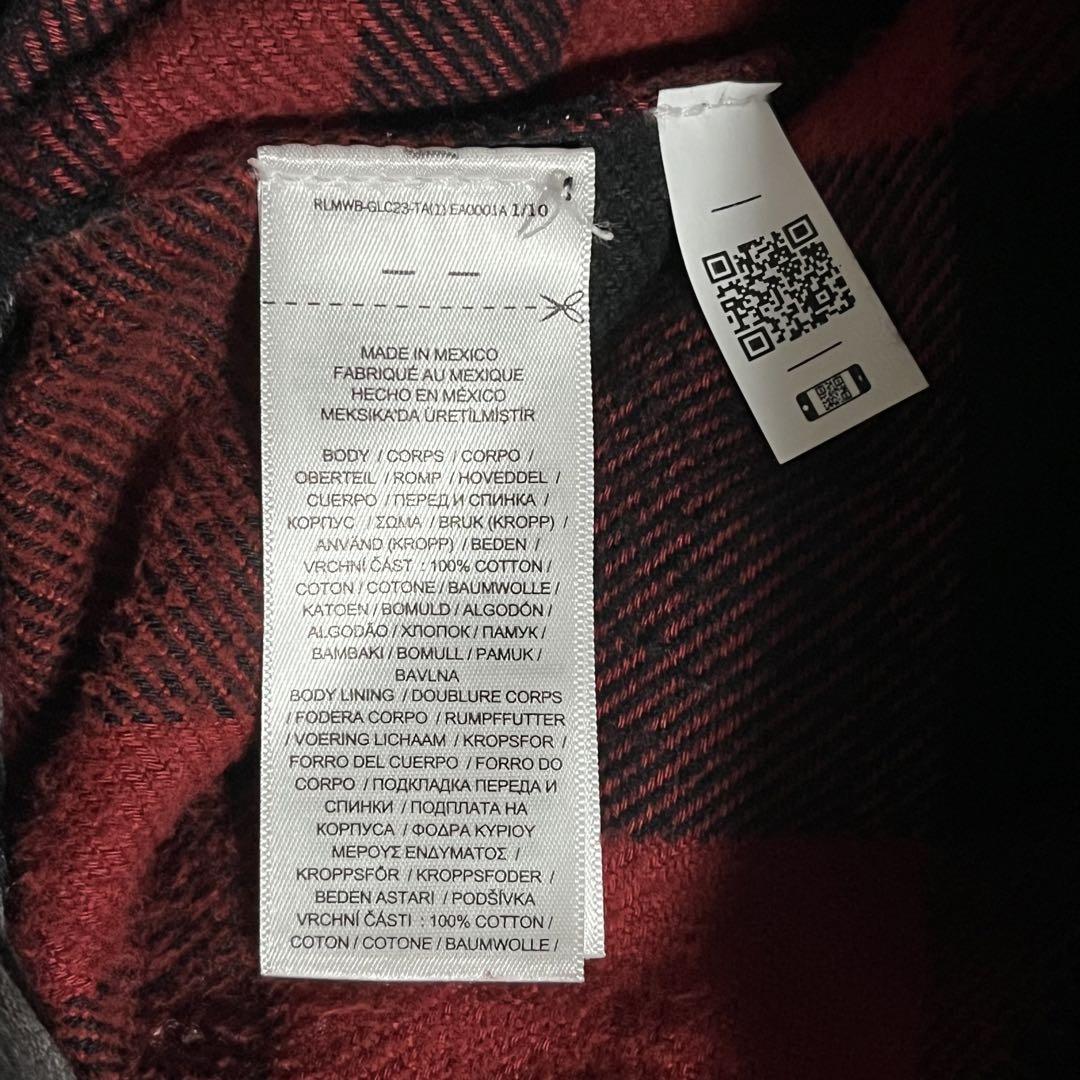 RLMWB-GLC23-TA(1) EA0001A 1/10
MADE IN MEXICO
FABRIQUÉ AU MEXIQUE
HECHO EN MÉXICO
MEKSIKA'DA ÜRETİLMİŞTİR
BODY / CORPS / CORPO /
OBERTEIL / ROMP / HOVEDDEL /
CUERPO / ПЕРЕД И СПИНКА /
КОРПУС / ΣΩΜΑ / BRUK (KROPP) /
ANVÄND (KROPP) / BEDEN /
VRCHNÍ ČÁST : 100% COTTON /
COTON / COTONE / BAUMWOLLE /
KATOEN / BOMULD / ALGODÓN /
ALGODÃO / ХЛОПОК / ПАМУК /
ΒΑΜΒΑΚΙ / BOMULL / PAMUK /
BAVLNA
BODY LINING / DOUBLURE CORPS
/ FODERA CORPO / RUMPFFUTTER
/ VOERING LICHAAM / KROPSFOR /
FORRO DEL CUERPO / FORRO DO
CORPO / ПОДКЛАДКА ПЕРЕДА И
СПИНКИ / ПОДПЛАТА НА
КОРПУСА / ΦΟΔΡΑ ΚΥΡΙΟΥ
ΜΕΡΟΥΣ ΕΝΔΥΜΑΤΟΣ /
KROPPSFÔR / KROPPSFODER /
BEDEN ASTARI / PODŠÍVKA
VRCHNÍ ČÁSTI : 100% COTTON /
COTON / COTONE / BAUMWOLLE /